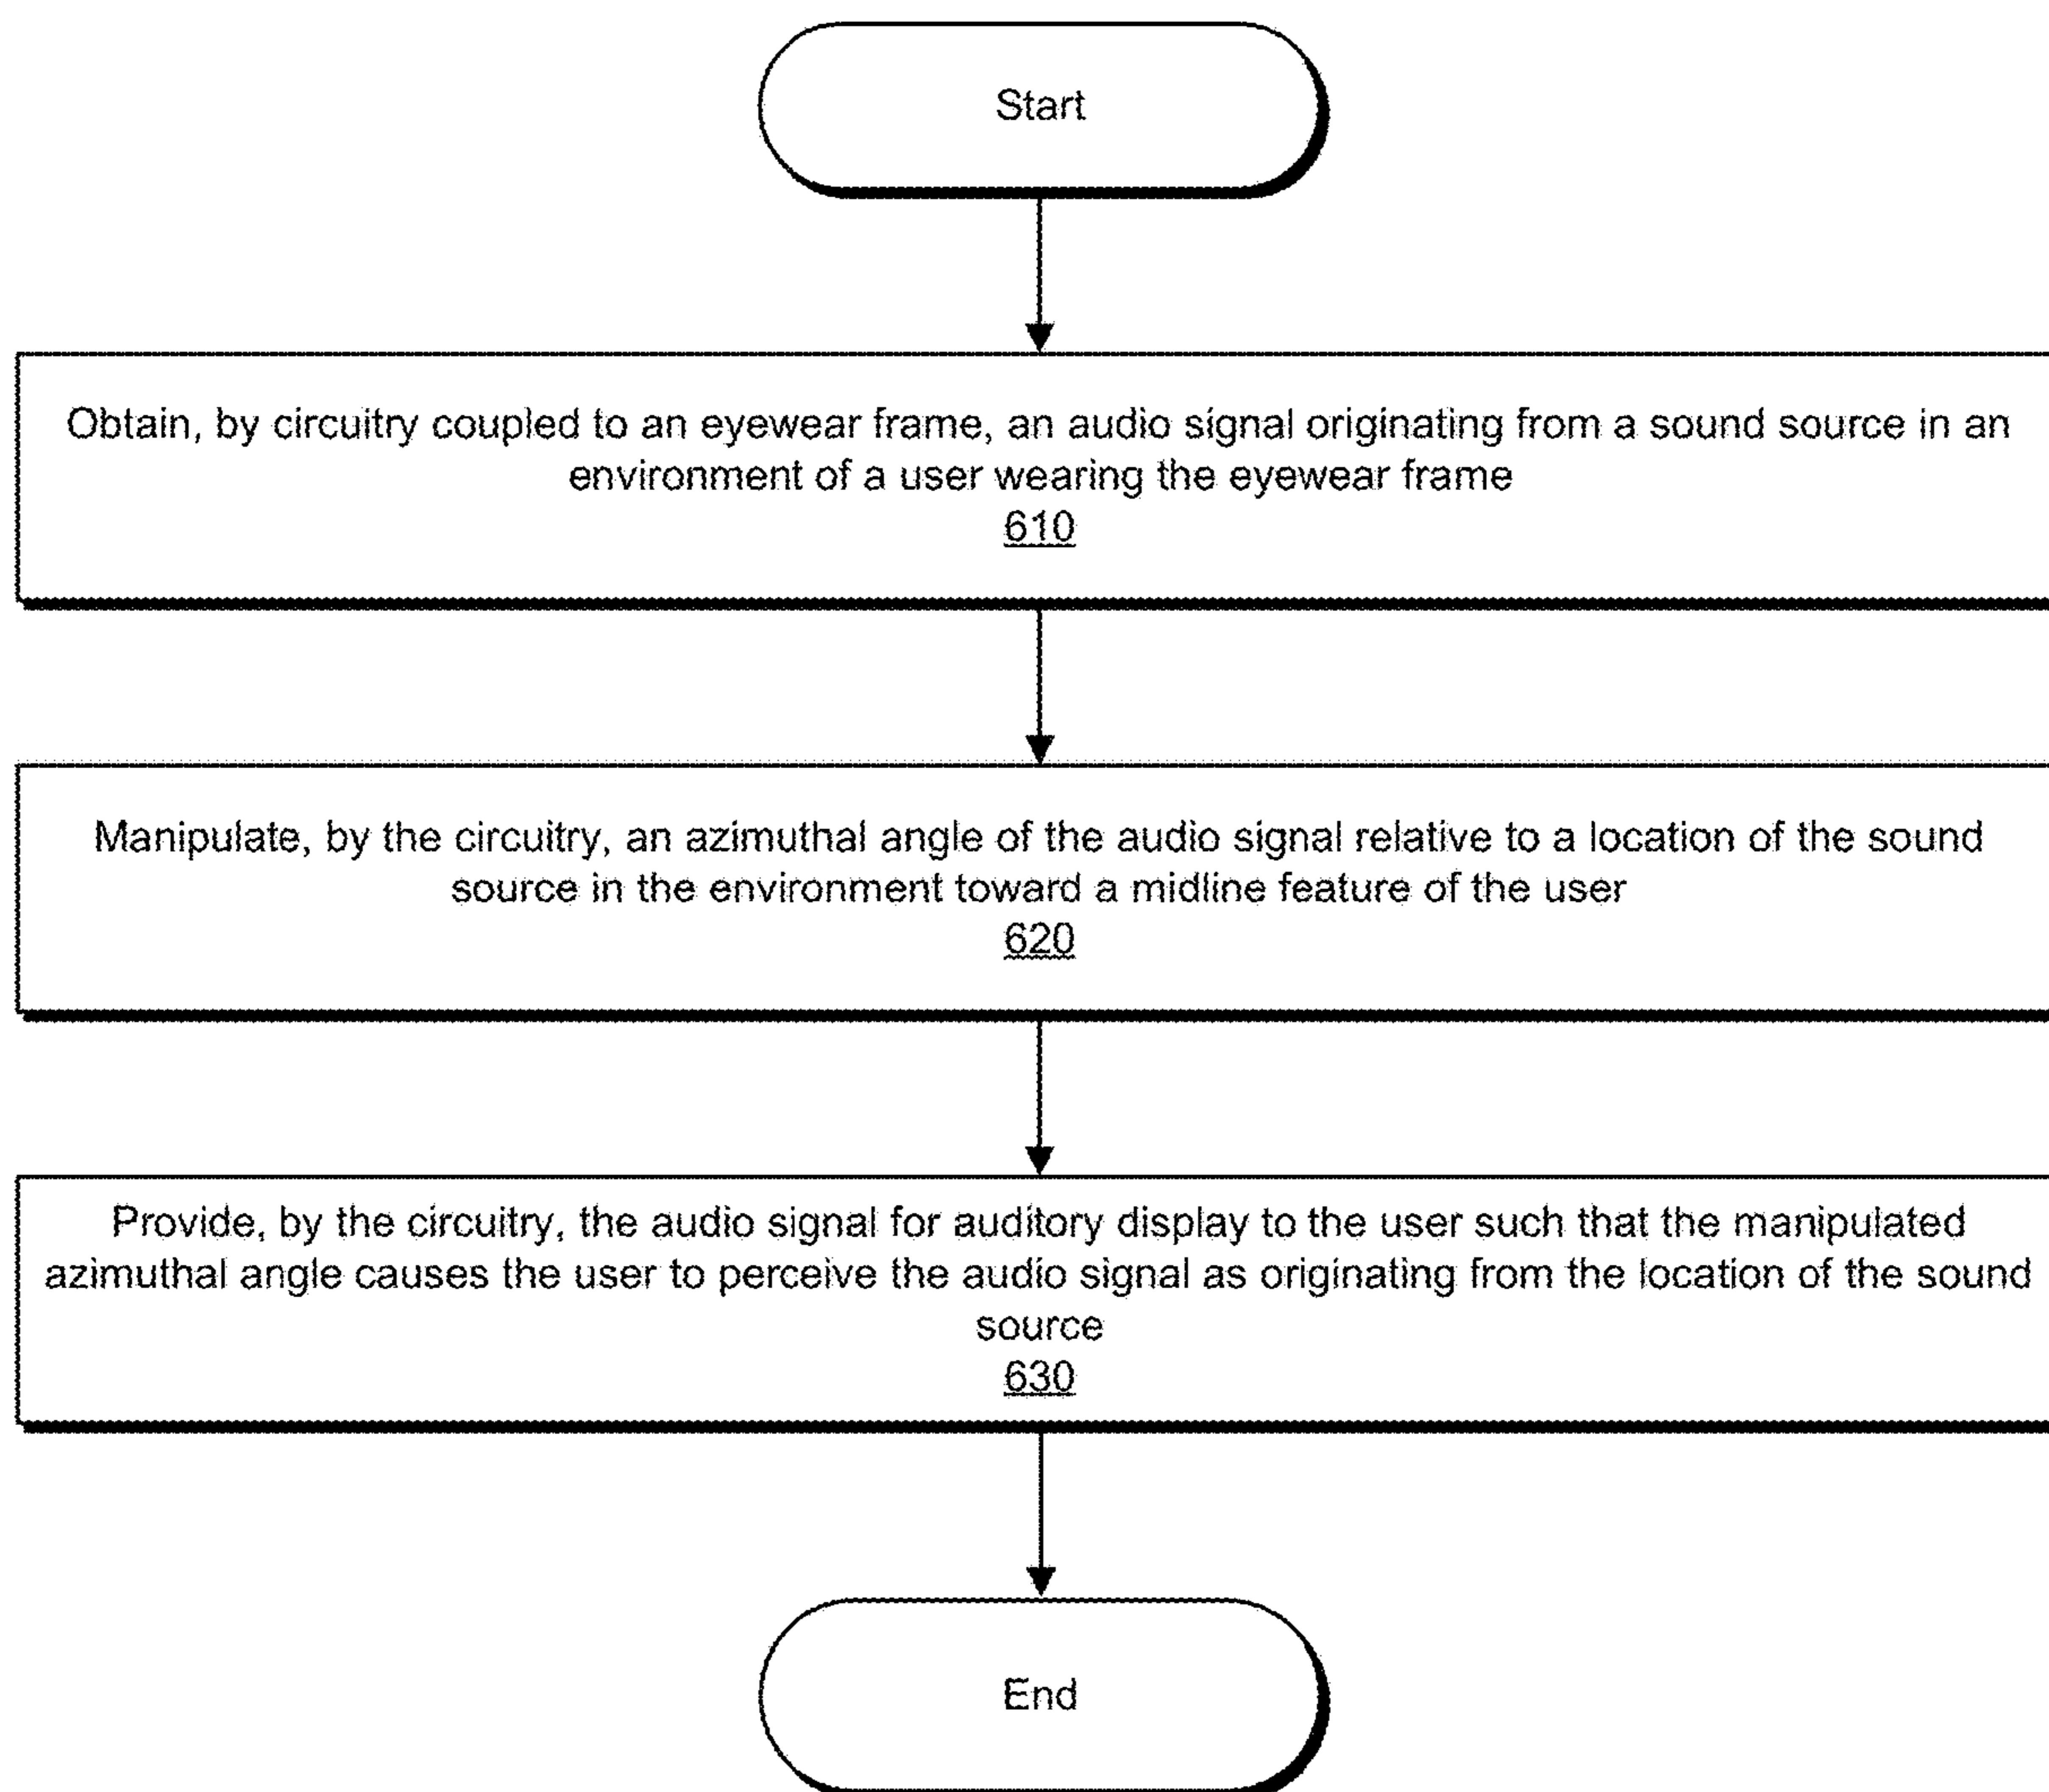 Start
Obtain, by circuitry coupled to an eyewear frame, an audio signal originating from a sound source in an
environment of a user wearing the eyewear frame
610
Manipulate, by the circuitry, an azimuthal angle of the audio signal relative to a location of the sound
source in the environment toward a midline feature of the user
620
Provide, by the circuitry, the audio signal for auditory display to the user such that the manipulated
azimuthal angle causes the user to perceive the audio signal as originating from the location of the sound
source
630
End